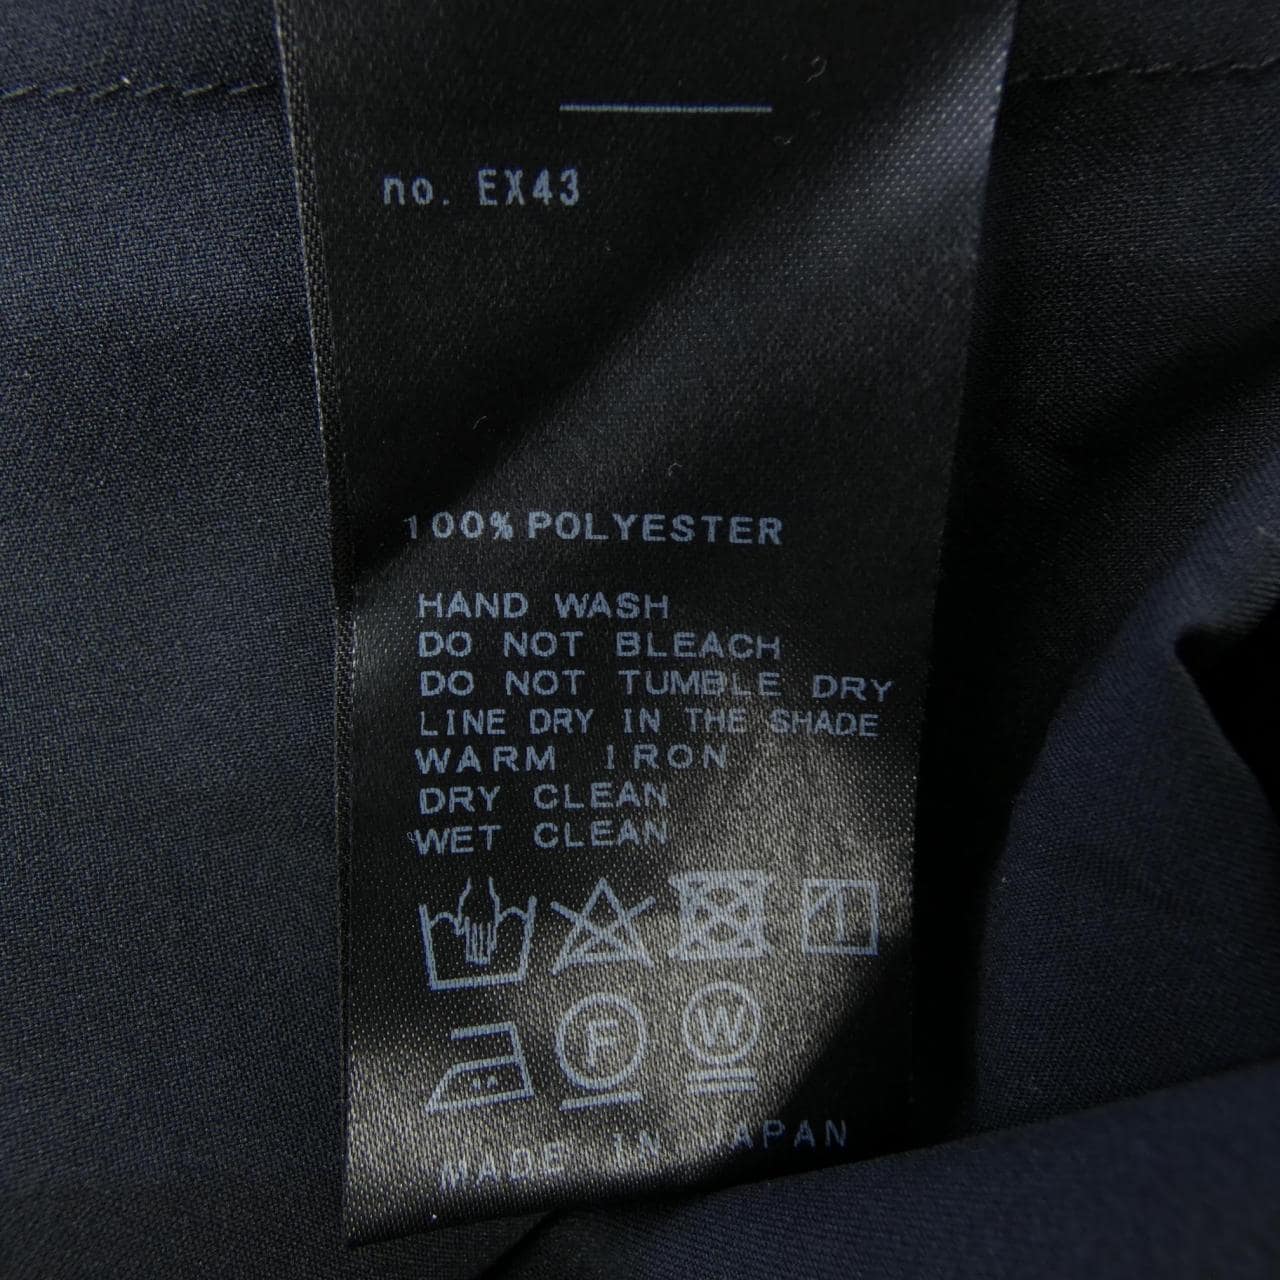 no. EX43
100% POLYESTER
HAND WASH
DO NOT BLEACH
DO NOT TUMBLE DRY
LINE DRY IN THE SHADE
WARM IRON
DRY CLEAN
WET CLEAN
F W
MADE IN JAPAN